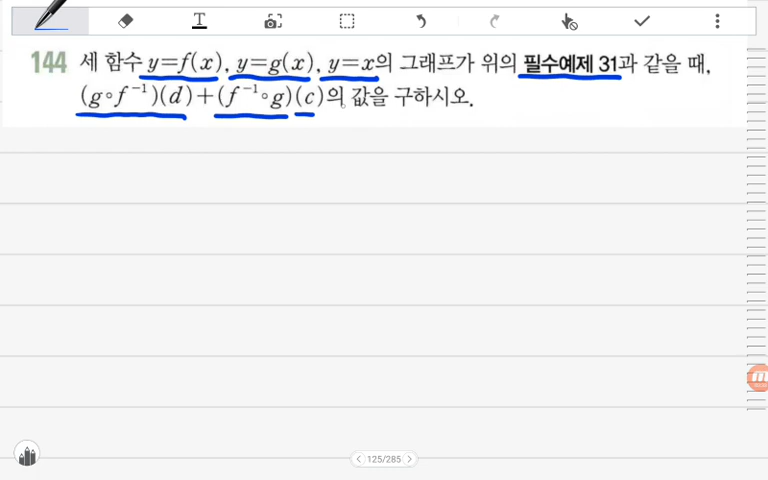 T
144 세 함수 y=f(x), y=g(x), y=x의 그래프가 위의 필수예제 31과 같을 때,
(g∘f⁻¹)(d)+(f⁻¹∘g)(c)의 값을 구하시오.
125/285